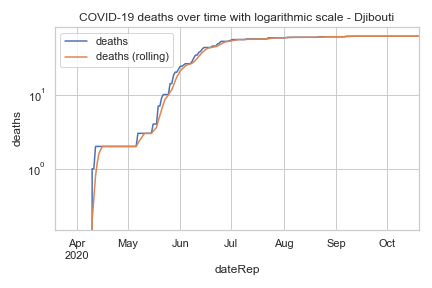 COVID-19 deaths over time with logarithmic scale - Djibouti
deaths
deaths (rolling)
deaths
10¹
10⁰
Apr
2020
May
Jun
Jul
Aug
Sep
Oct
dateRep